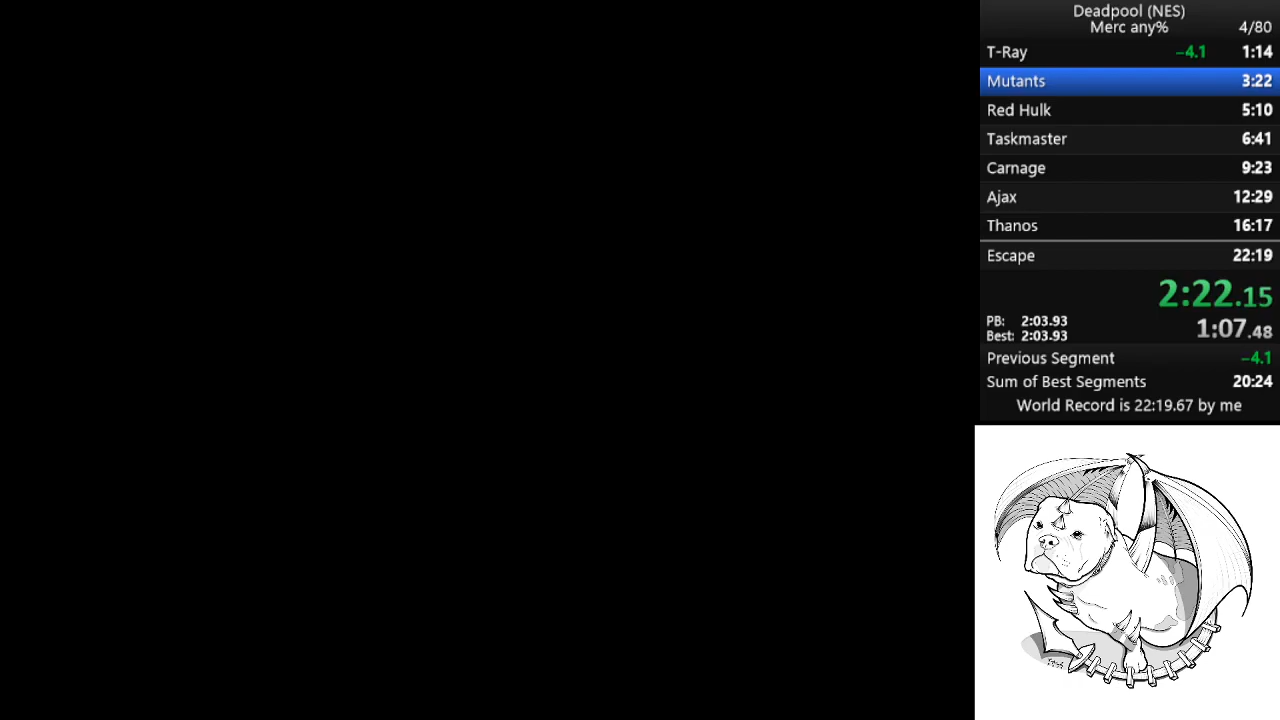 Deadpool (NES)
Merc any% 4/80
T-Ray −4.1 1:14
Mutants 3:22
Red Hulk 5:10
Taskmaster 6:41
Carnage 9:23
Ajax 12:29
Thanos 16:17
Escape 22:19
2:22.15
PB: 2:03.93
Best: 2:03.93
1:07.48
Previous Segment −4.1
Sum of Best Segments 20:24
World Record is 22:19.67 by me